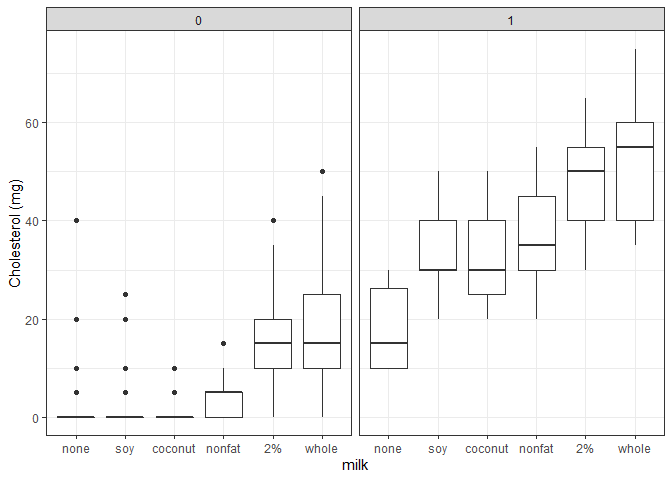 0 1
60
40
20
0
Cholesterol (mg)
none soy coconut nonfat 2% whole none soy coconut nonfat 2% whole
milk